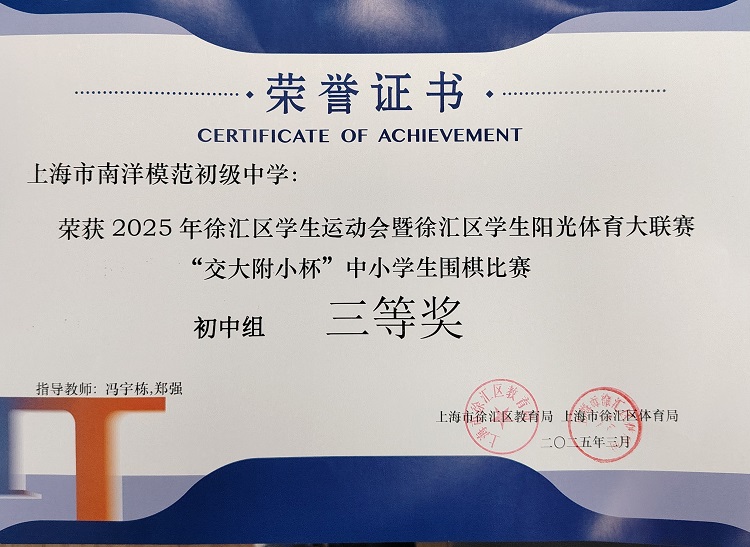 · 荣誉证书 ·
CERTIFICATE OF ACHIEVEMENT
上海市南洋模范初级中学:
荣获 2025 年徐汇区学生运动会暨徐汇区学生阳光体育大联赛
“交大附小杯”中小学生围棋比赛
初中组 三等奖
指导教师: 冯宇栋,郑强
上海市徐汇区教育局 上海市徐汇区体育局
二〇二五年三月